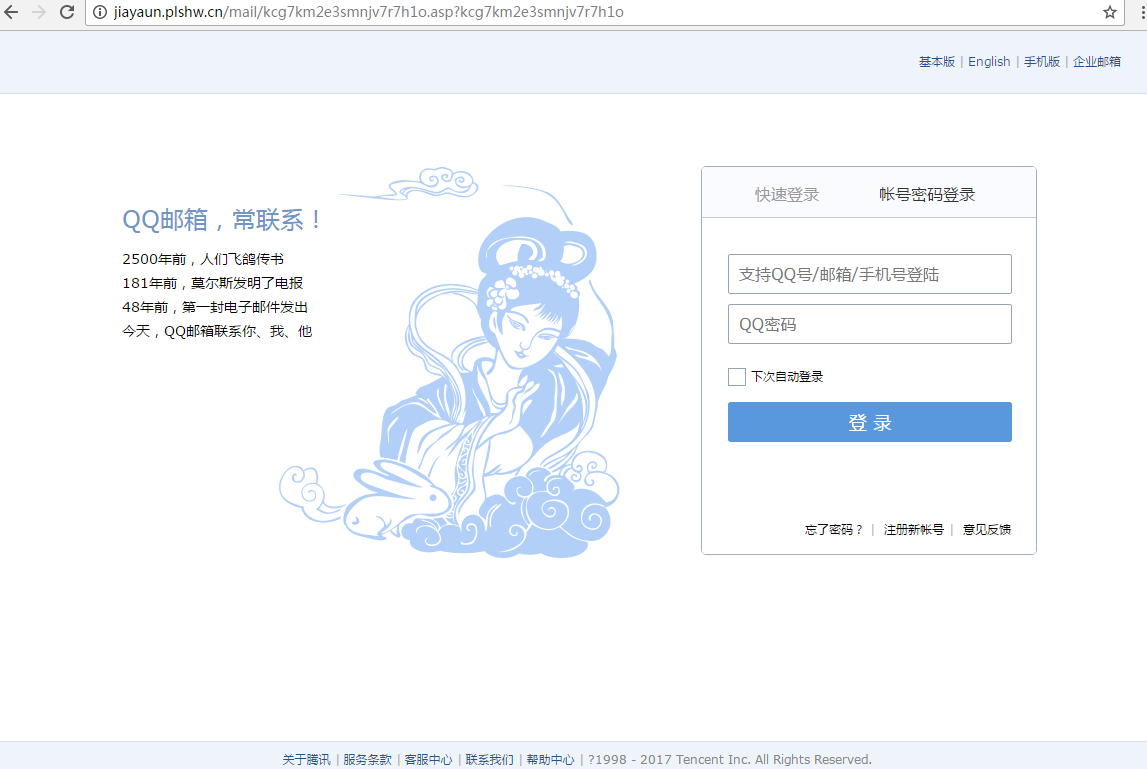 jiayaun.plshw.cn/mail/kcg7km2e3smnjv7r7h1o.asp?kcg7km2e3smnjv7r7h1o
基本版 | English | 手机版 | 企业邮箱
QQ邮箱，常联系！
2500年前，人们飞鸽传书
181年前，莫尔斯发明了电报
48年前，第一封电子邮件发出
今天，QQ邮箱联系你、我、他
快速登录 帐号密码登录
支持QQ号/邮箱/手机号登陆
QQ密码
下次自动登录
登 录
忘了密码？ | 注册新帐号 | 意见反馈
关于腾讯 | 服务条款 | 客服中心 | 联系我们 | 帮助中心 | ?1998 - 2017 Tencent Inc. All Rights Reserved.